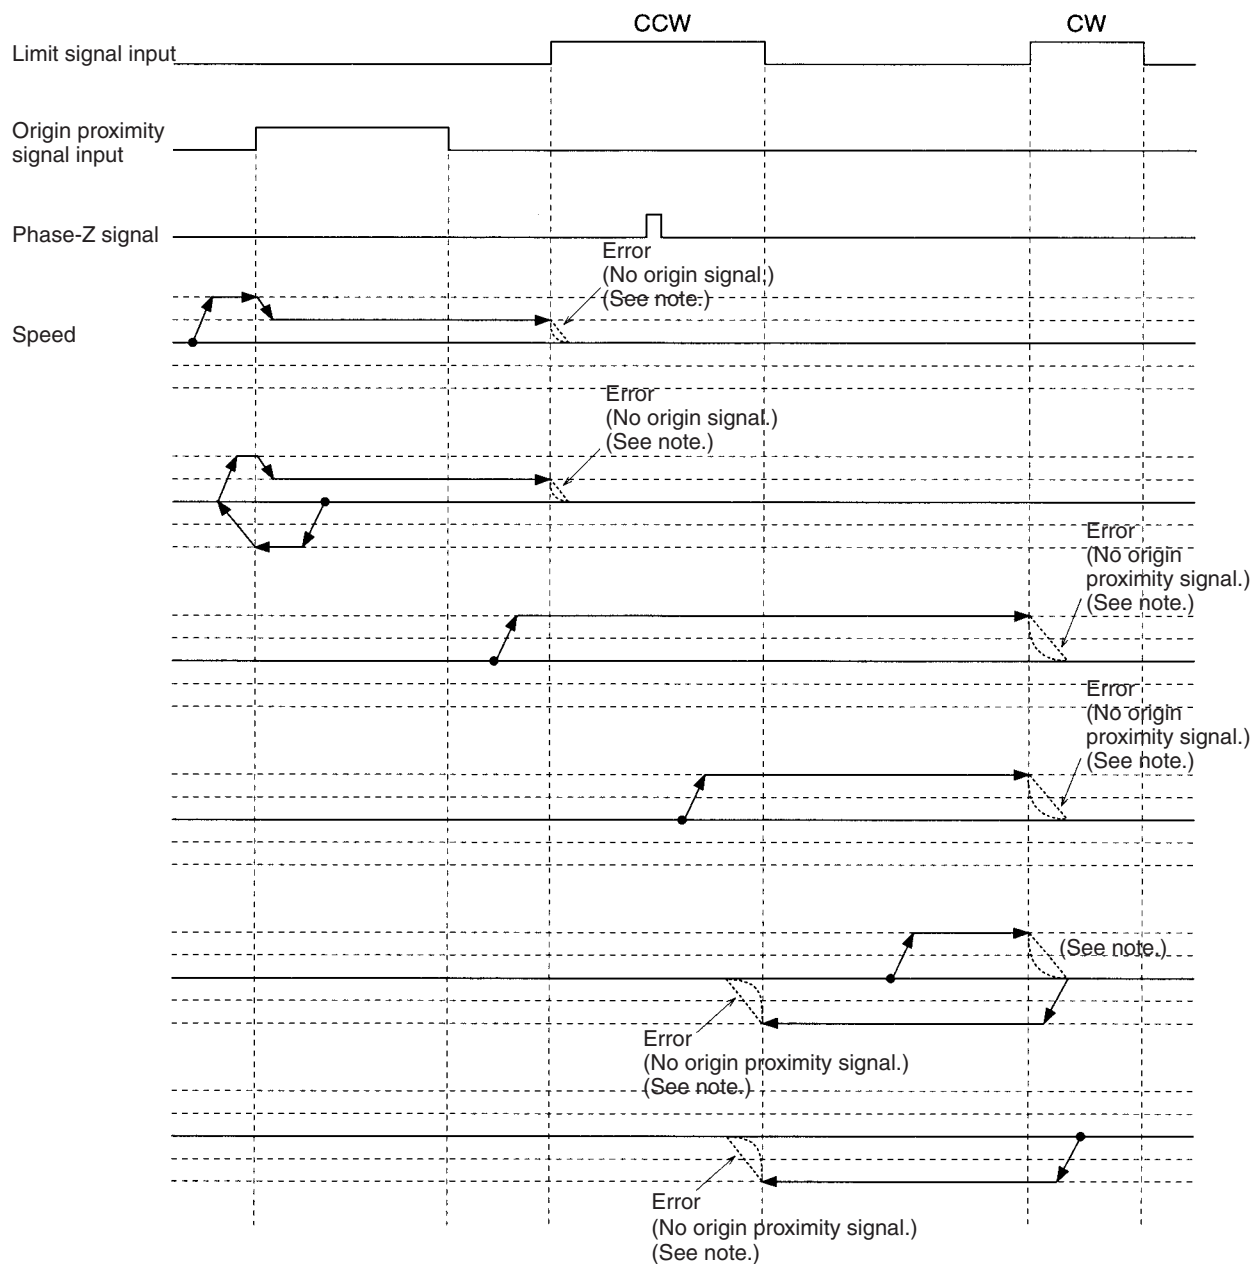 CCW
CW
Limit signal input
Origin proximity
signal input
Phase-Z signal
Error
(No origin signal.)
(See note.)
Speed
Error
(No origin signal.)
(See note.)
Error
(No origin
proximity signal.)
(See note.)
Error
(No origin
proximity signal.)
(See note.)
(See note.)
Error
(No origin proximity signal.)
(See note.)
Error
(No origin proximity signal.)
(See note.)